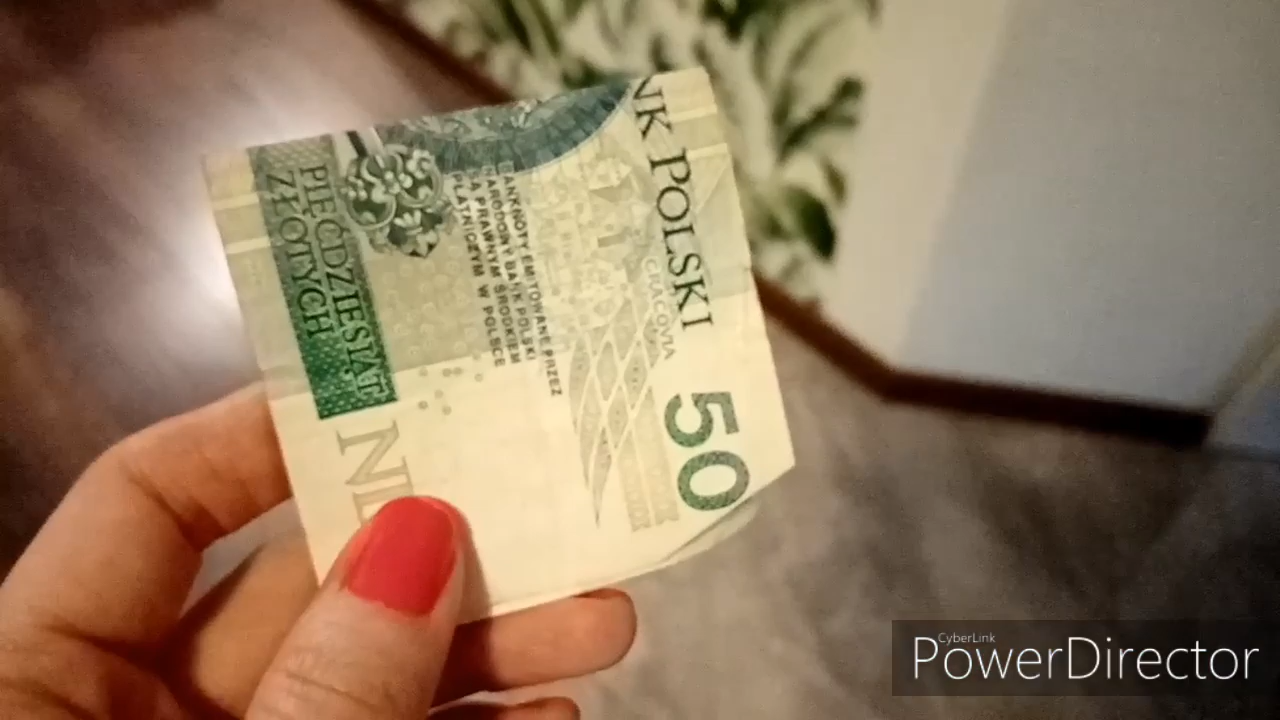 NK POLSKI
CRACOVIA
50
BANKNOTY EMITOWANE PRZEZ
NARODOWY BANK POLSKI
SĄ PRAWNYM ŚRODKIEM
PŁATNICZYM W POLSCE
PIĘĆDZIESIĄT
ZŁOTYCH
CyberLink
PowerDirector